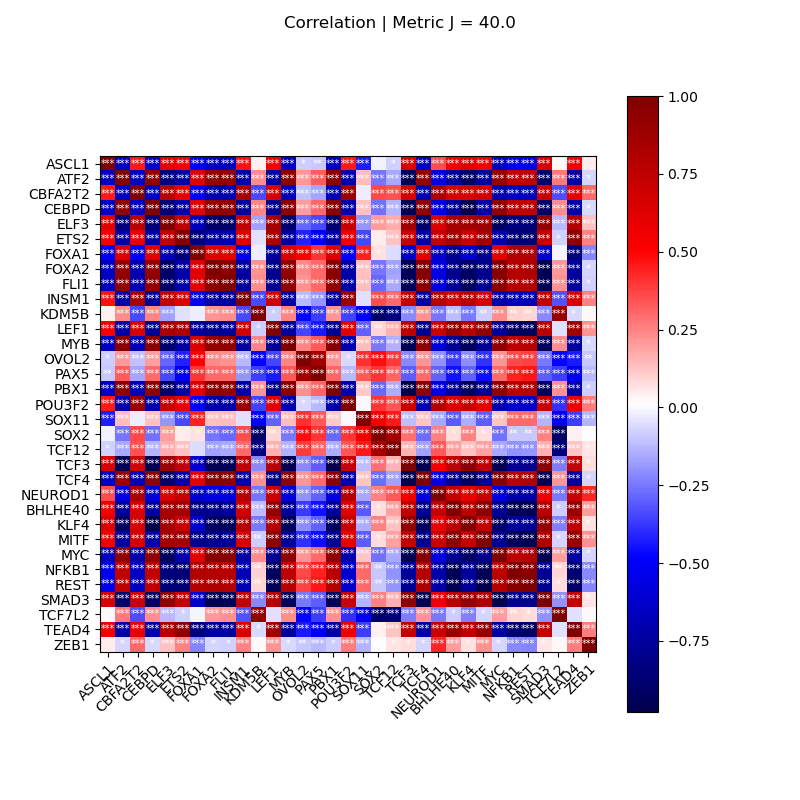 Correlation | Metric J = 40.0
ASCL1
ATF2
CBFA2T2
CEBPD
ELF3
ETS2
FOXA1
FOXA2
FLI1
INSM1
KDM5B
LEF1
MYB
OVOL2
PAX5
PBX1
POU3F2
SOX11
SOX2
TCF12
TCF3
TCF4
NEUROD1
BHLHE40
KLF4
MITF
MYC
NFKB1
REST
SMAD3
TCF7L2
TEAD4
ZEB1
ASCL1
ATF2
CBFA2T2
CEBPD
ELF3
ETS2
FOXA1
FOXA2
FLI1
INSM1
KDM5B
LEF1
MYB
OVOL2
PAX5
PBX1
POU3F2
SOX11
SOX2
TCF12
TCF3
TCF4
NEUROD1
BHLHE40
KLF4
MITF
MYC
NFKB1
REST
SMAD3
TCF7L2
TEAD4
ZEB1
1.00
0.75
0.50
0.25
0.00
−0.25
−0.50
−0.75